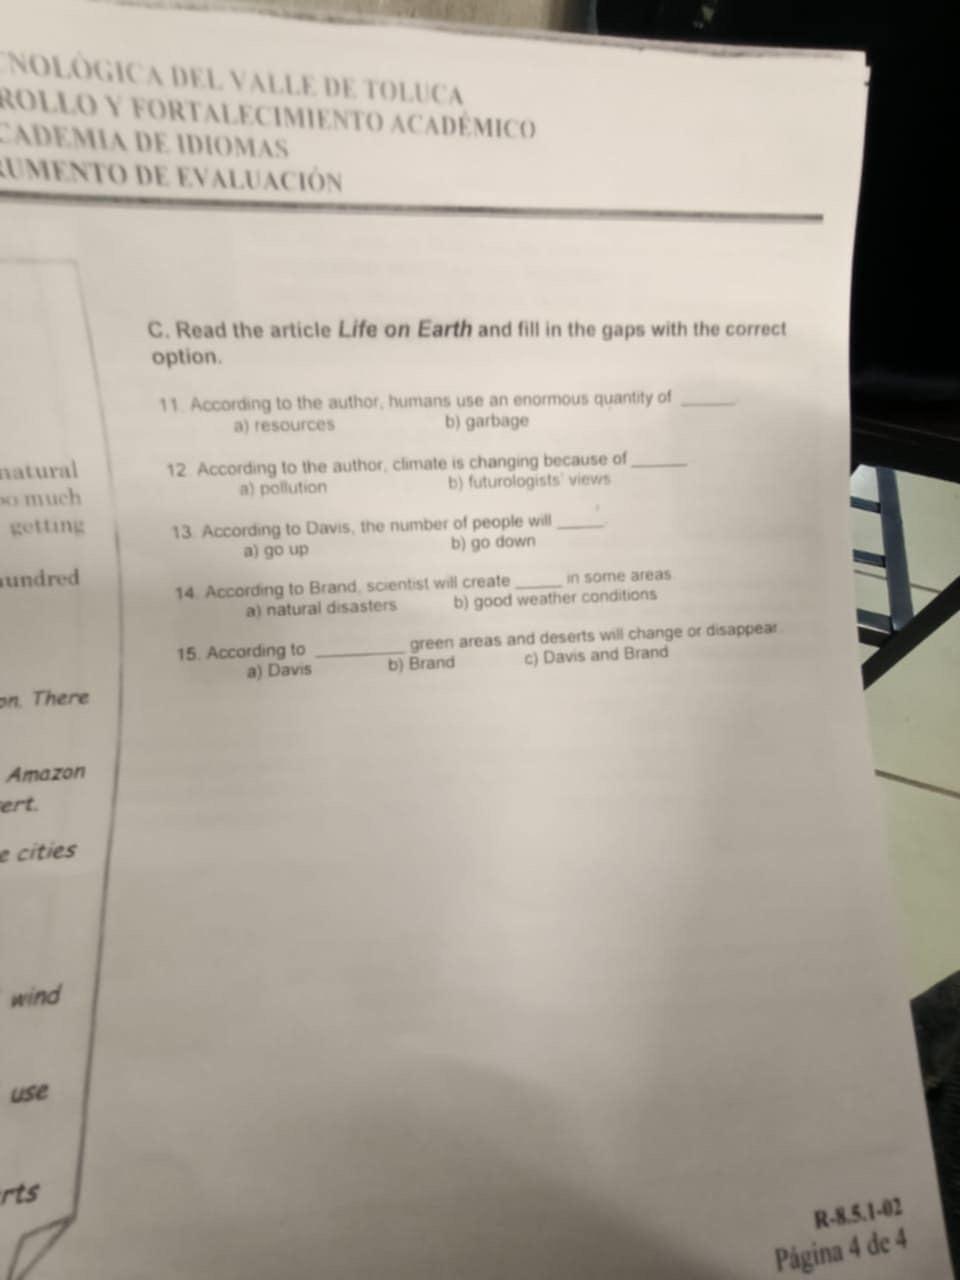 NOLÓGICA DEL VALLE DE TOLUCA
ROLLO Y FORTALECIMIENTO ACADÉMICO
CADEMIA DE IDIOMAS
RUMENTO DE EVALUACIÓN
natural
oo much
getting
hundred
on. There
Amazon
ert.
e cities
wind
use
rts
C. Read the article Life on Earth and fill in the gaps with the correct
option.
11. According to the author, humans use an enormous quantity of ______.
a) resources b) garbage
12. According to the author, climate is changing because of ______.
a) pollution b) futurologists' views
13. According to Davis, the number of people will _____.
a) go up b) go down
14. According to Brand, scientist will create _____ in some areas.
a) natural disasters b) good weather conditions
15. According to _________ green areas and deserts will change or disappear.
a) Davis b) Brand c) Davis and Brand
R-8.5.1-02
Página 4 de 4